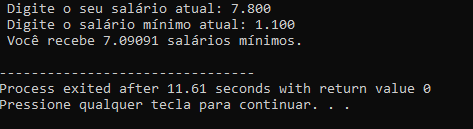 Digite o seu salário atual: 7.800
Digite o salário mínimo atual: 1.100
Você recebe 7.09091 salários mínimos.
--------------------------------
Process exited after 11.61 seconds with return value 0
Pressione qualquer tecla para continuar. . .